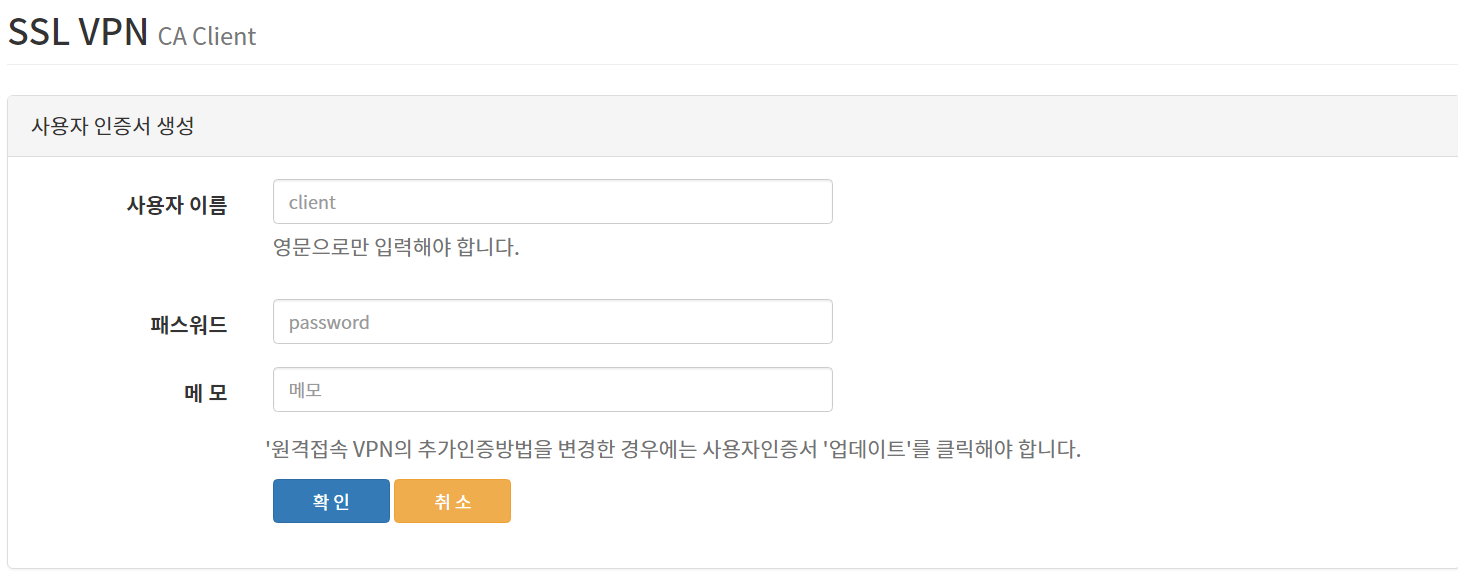 SSL VPN CA Client
사용자 인증서 생성
사용자 이름 client
영문으로만 입력해야 합니다.
패스워드 password
메 모 메모
'원격접속 VPN의 추가인증방법을 변경한 경우에는 사용자인증서 '업데이트'를 클릭해야 합니다.
확 인 취 소